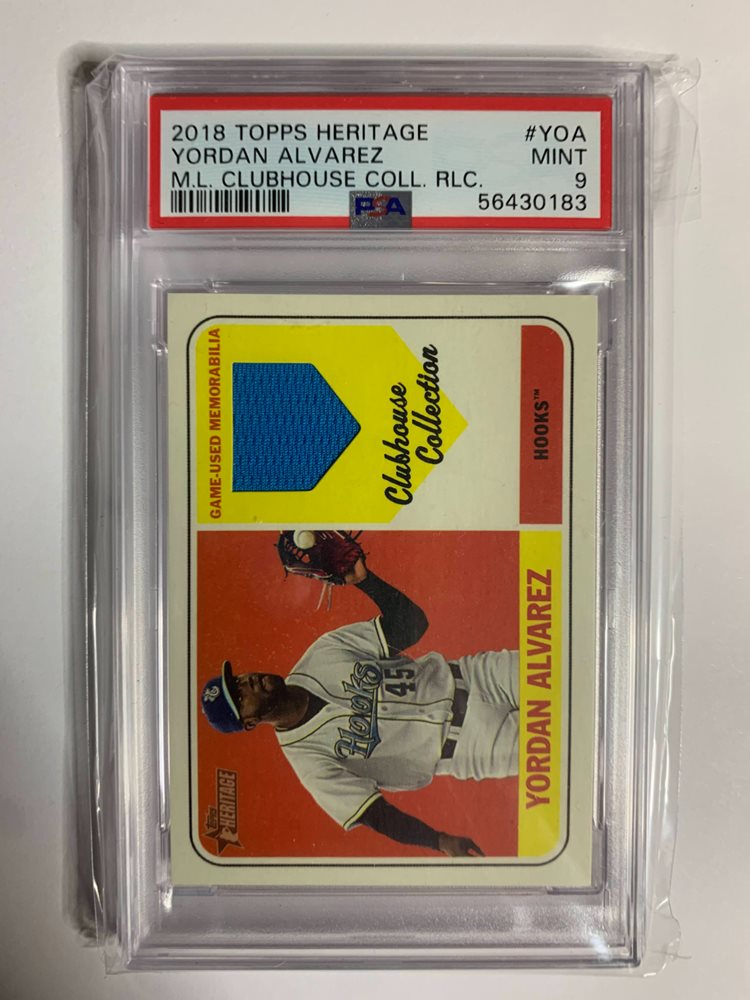 2018 TOPPS HERITAGE #YOA
YORDAN ALVAREZ MINT
M.L. CLUBHOUSE COLL. RLC. 9
PSA 56430183
GAME-USED MEMORABILIA
Clubhouse
Collection
HOOKS™
Hooks
45
YORDAN ALVAREZ
TOPPS
HERITAGE